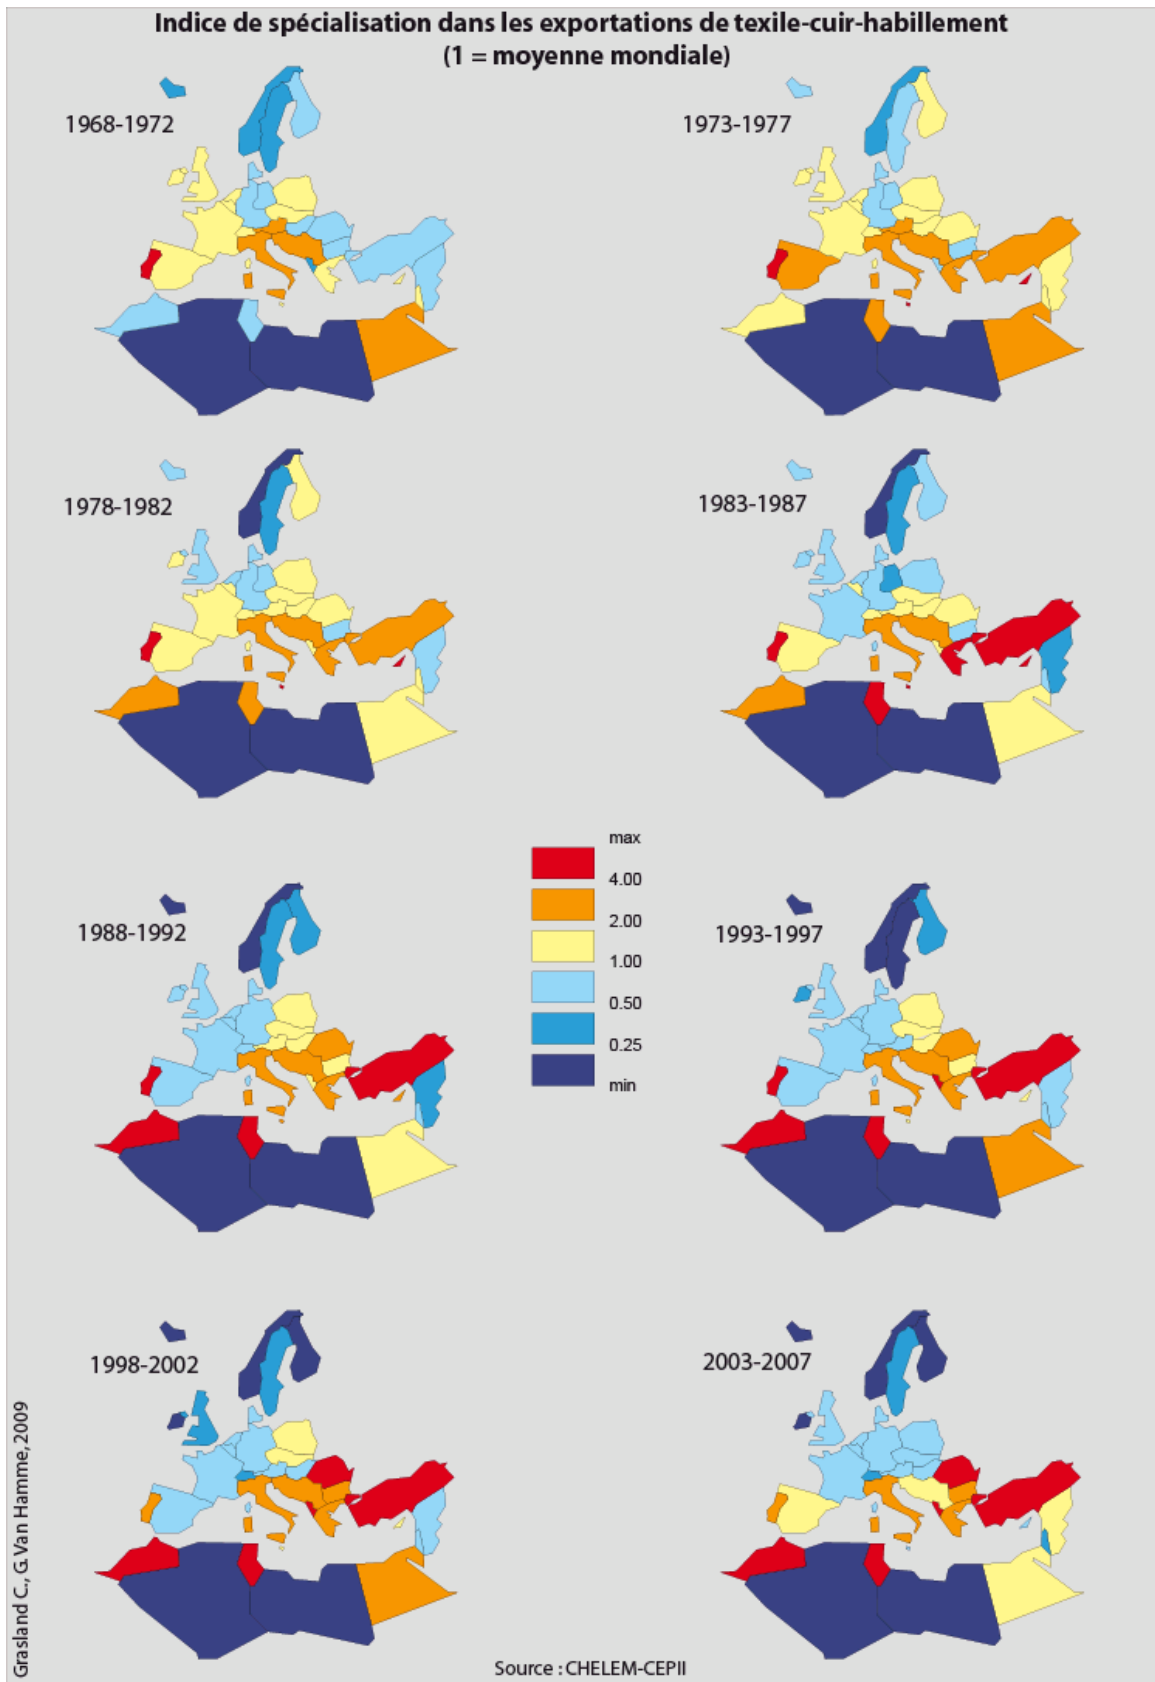 Indice de spécialisation dans les exportations de texile-cuir-habillement
(1 = moyenne mondiale)
1968-1972
1973-1977
1978-1982
1983-1987
max
4.00
2.00
1.00
0.50
0.25
min
1988-1992
1993-1997
1998-2002
2003-2007
Grasland C., G. Van Hamme, 2009
Source : CHELEM-CEPII